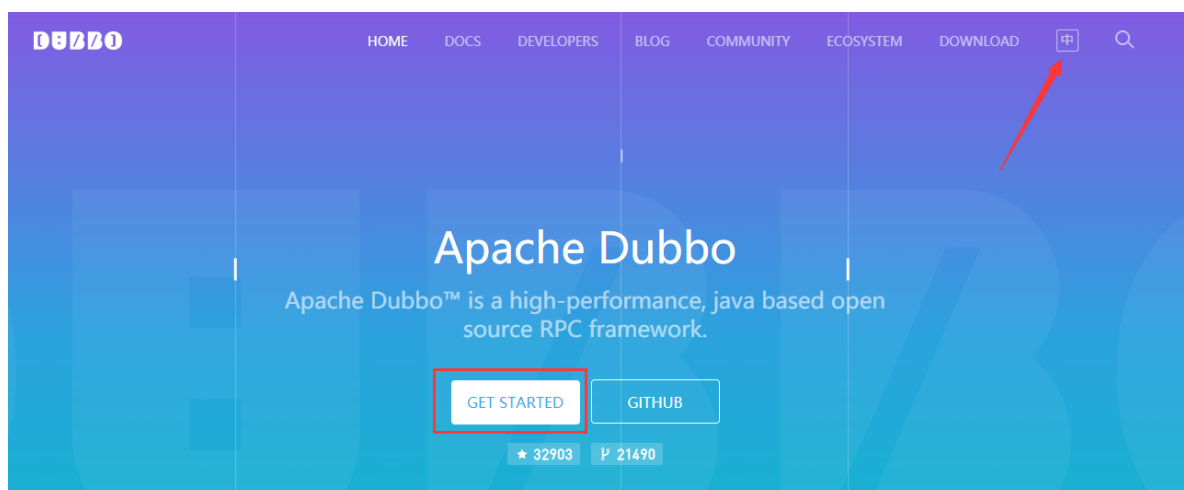 DUBBO
HOME DOCS DEVELOPERS BLOG COMMUNITY ECOSYSTEM DOWNLOAD 中
Apache Dubbo
Apache Dubbo™ is a high-performance, java based open
source RPC framework.
GET STARTED GITHUB
★ 32903 21490